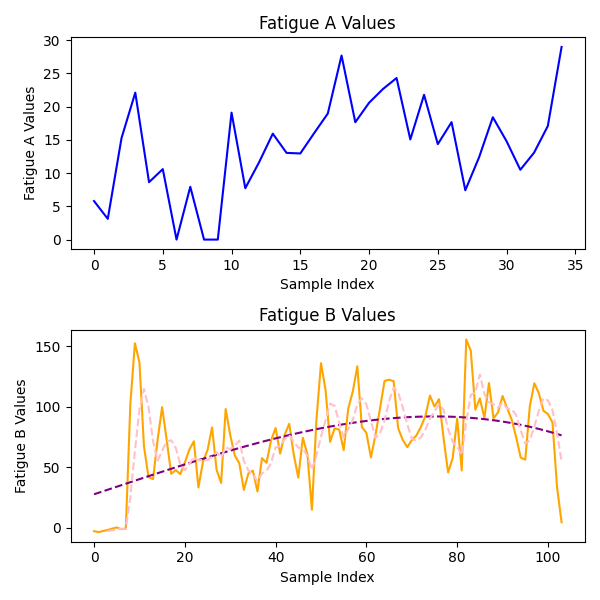 Fatigue A Values
30
25
20
15
10
5
0
Fatigue A Values
0 5 10 15 20 25 30 35
Sample Index
Fatigue B Values
150
100
50
0
Fatigue B Values
0 20 40 60 80 100
Sample Index